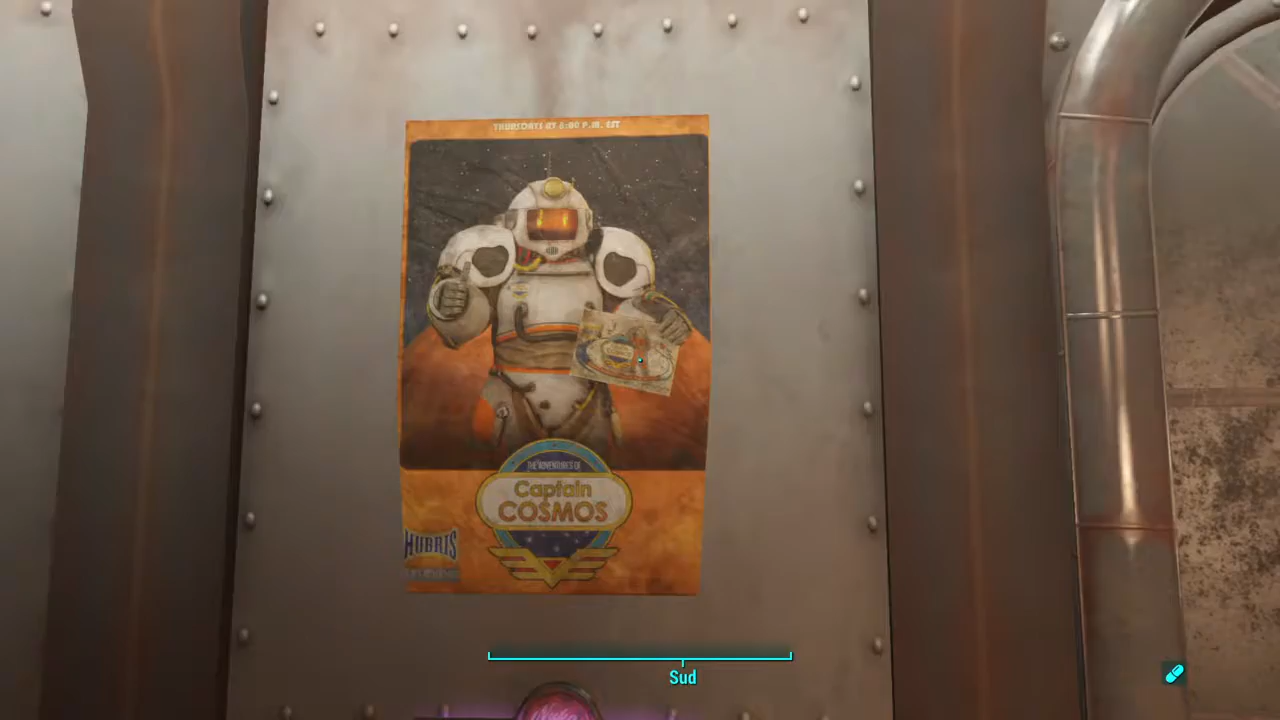 THURSDAYS AT 6:00 P.M. EST
THE ADVENTURES OF
Captain
COSMOS
HUBRIS
Sud